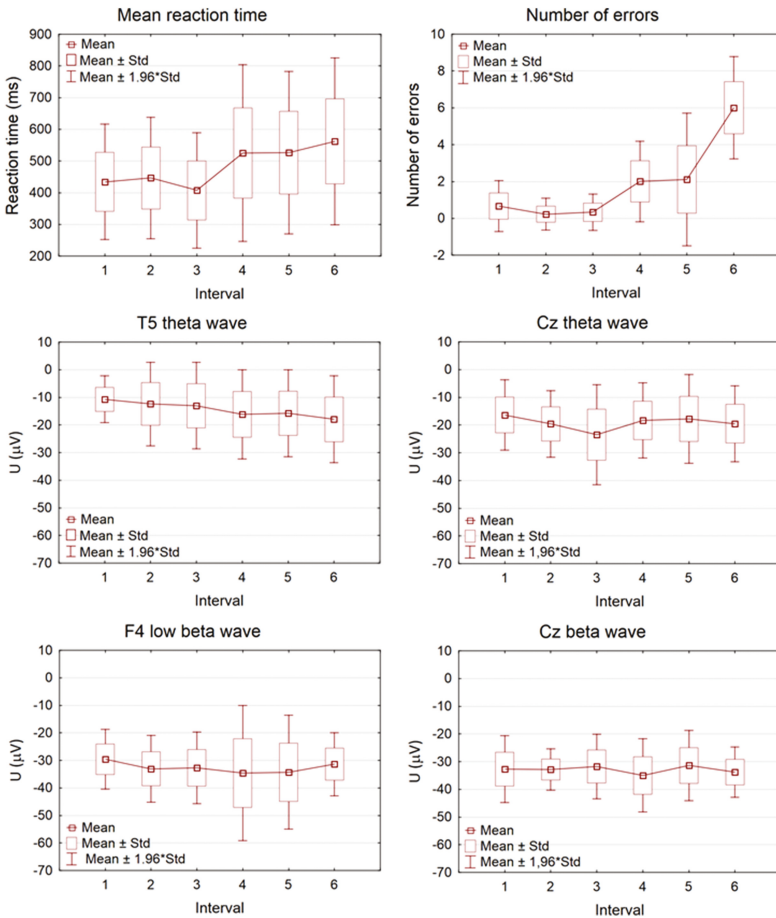 Mean reaction time
900
800
700
600
500
400
300
200
Reaction time (ms)
Mean
Mean ± Std
Mean ± 1.96*Std
1 2 3 4 5 6
Interval
Number of errors
10
8
6
4
2
0
-2
Number of errors
Mean
Mean ± Std
Mean ± 1.96*Std
1 2 3 4 5 6
Interval
T5 theta wave
10
0
-10
-20
-30
-40
-50
-60
-70
U (μV)
Mean
Mean ± Std
Mean ± 1.96*Std
1 2 3 4 5 6
Interval
Cz theta wave
10
0
-10
-20
-30
-40
-50
-60
-70
U (μV)
Mean
Mean ± Std
Mean ± 1,96*Std
1 2 3 4 5 6
Interval
F4 low beta wave
10
0
-10
-20
-30
-40
-50
-60
-70
U (μV)
Mean
Mean ± Std
Mean ± 1.96*Std
1 2 3 4 5 6
Interval
Cz beta wave
10
0
-10
-20
-30
-40
-50
-60
-70
U (μV)
Mean
Mean ± Std
Mean ± 1,96*Std
1 2 3 4 5 6
Interval